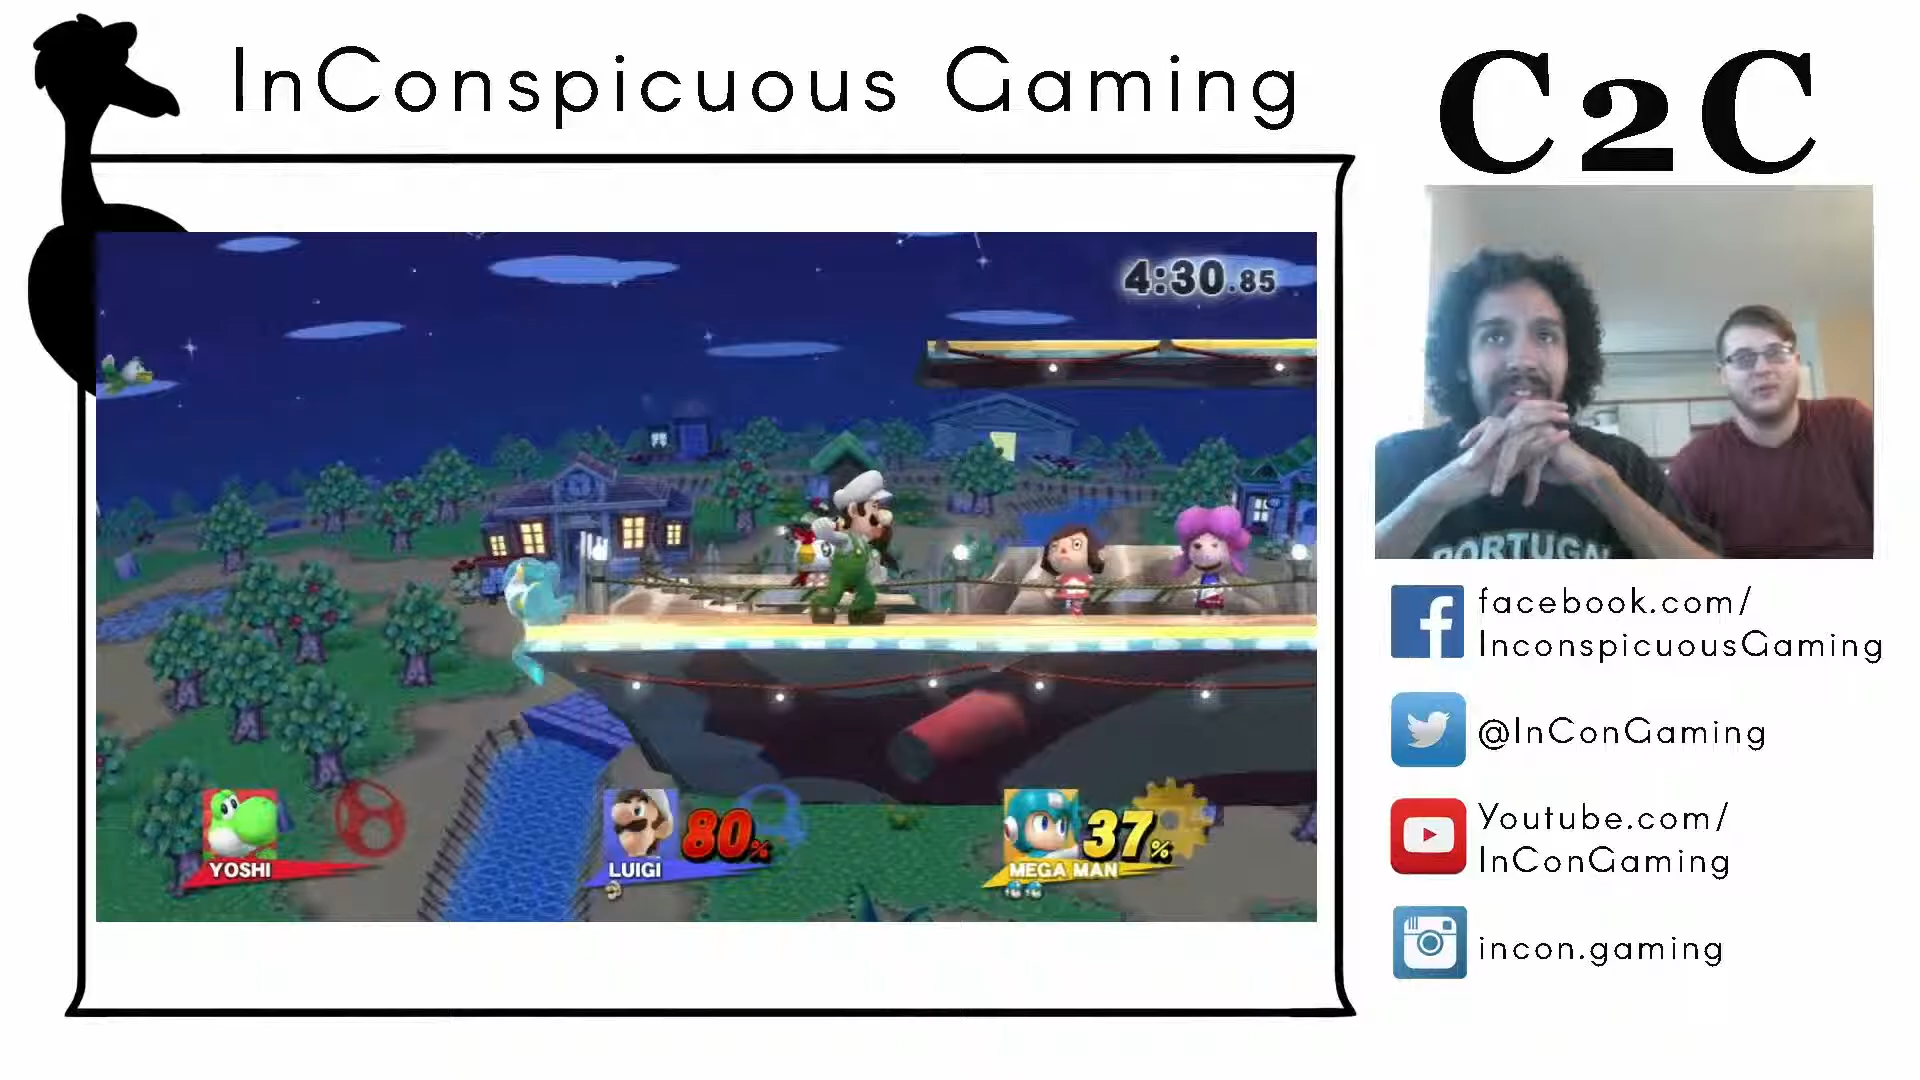 InConspicuous Gaming
C2C
4:30.85
PORTUGAL
facebook.com/
InconspicuousGaming
@InConGaming
Youtube.com/
InConGaming
incon.gaming
80%
37%
YOSHI
LUIGI
MEGA MAN